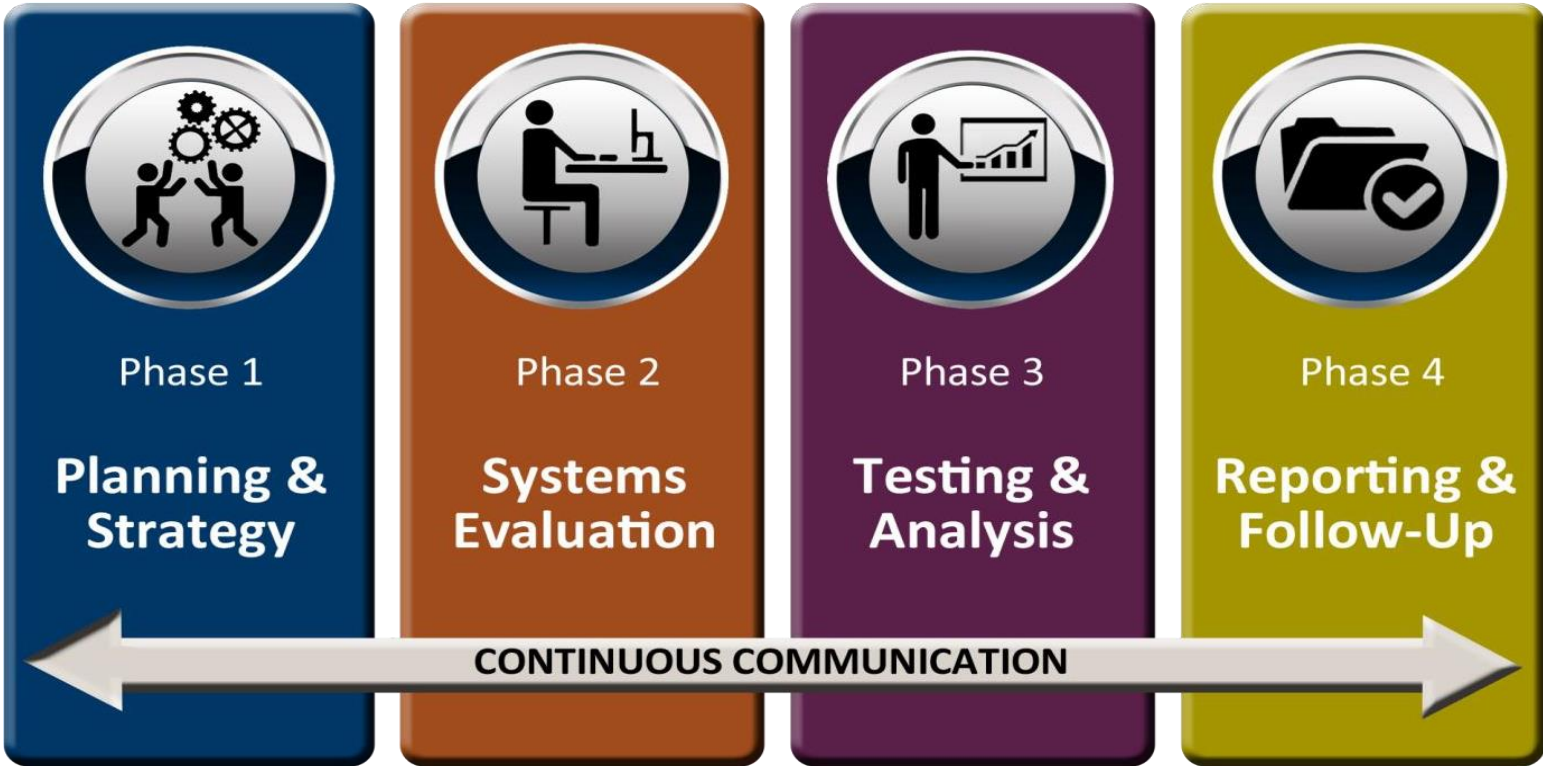 Phase 1
Planning &
Strategy
Phase 2
Systems
Evaluation
Phase 3
Testing &
Analysis
Phase 4
Reporting &
Follow-Up
CONTINUOUS COMMUNICATION